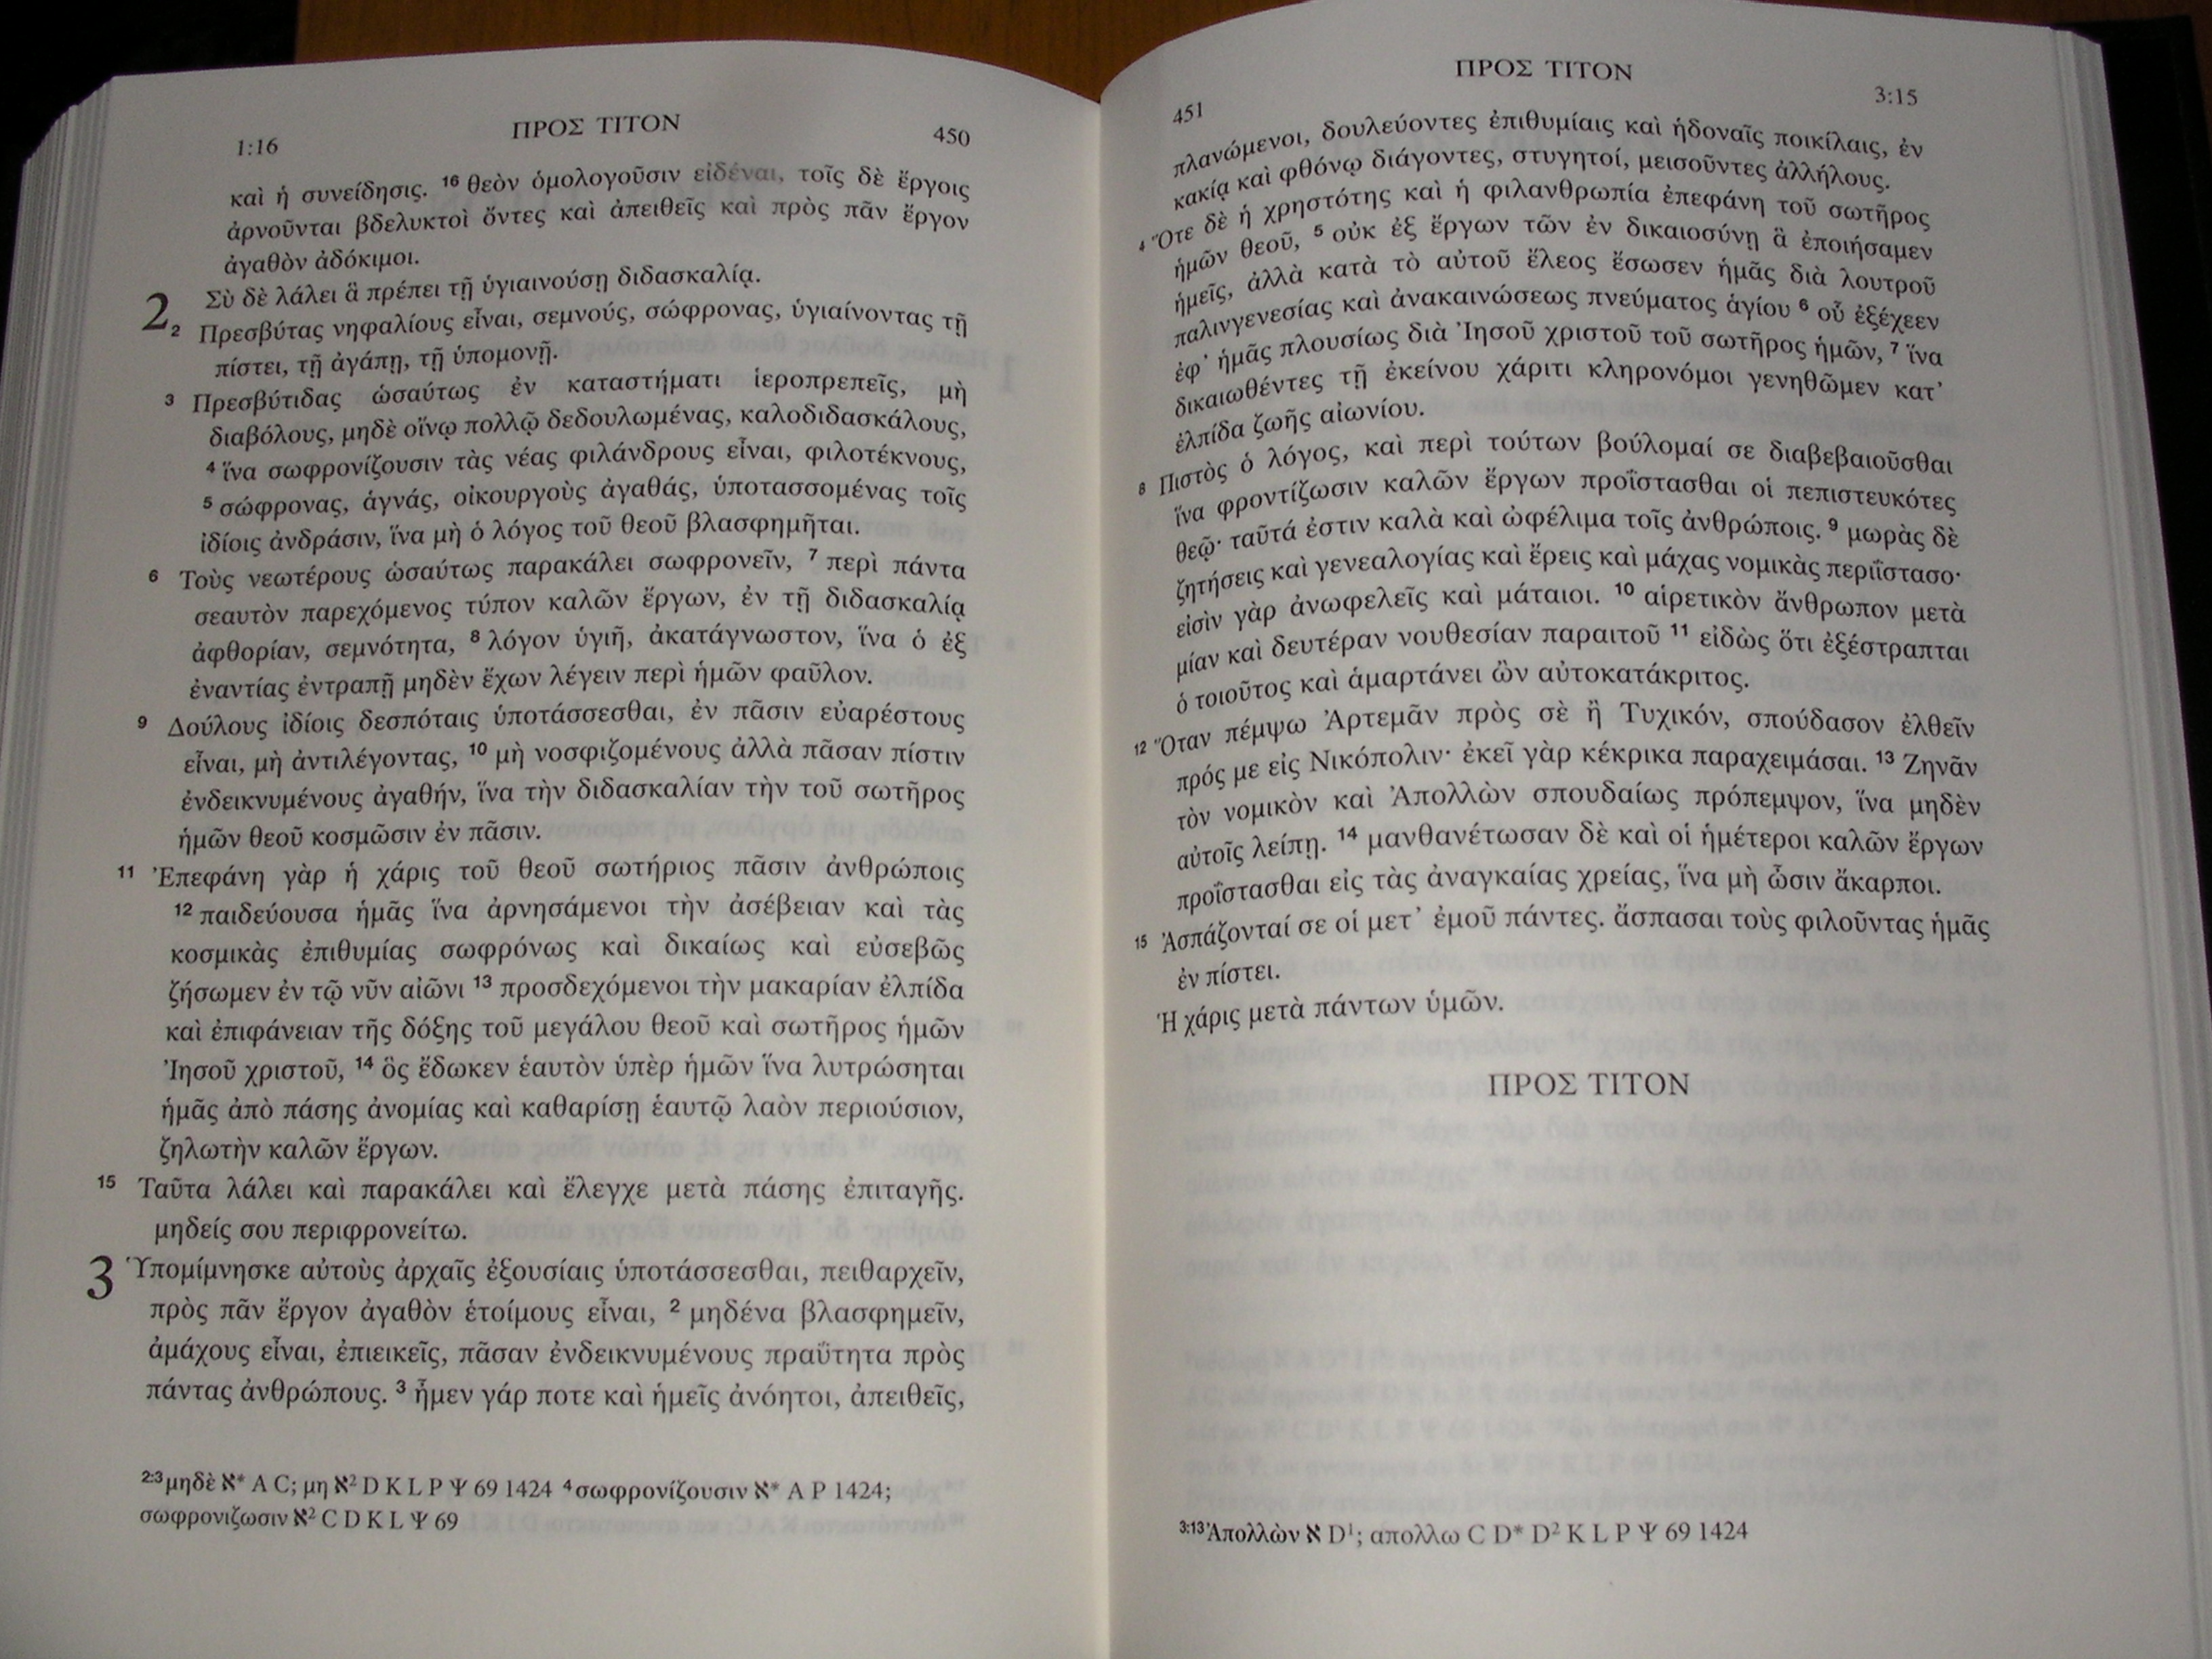 1:16 ΠΡΟΣ ΤΙΤΟΝ 450
καὶ ἡ συνείδησις. 16 θεὸν ὁμολογοῦσιν εἰδέναι, τοῖς δὲ ἔργοις
ἀρνοῦνται βδελυκτοὶ ὄντες καὶ ἀπειθεῖς καὶ πρὸς πᾶν ἔργον
ἀγαθὸν ἀδόκιμοι.
2 Σὺ δὲ λάλει ἃ πρέπει τῇ ὑγιαινούσῃ διδασκαλίᾳ.
2 Πρεσβύτας νηφαλίους εἶναι, σεμνούς, σώφρονας, ὑγιαίνοντας τῇ
πίστει, τῇ ἀγάπῃ, τῇ ὑπομονῇ.
3 Πρεσβύτιδας ὡσαύτως ἐν καταστήματι ἱεροπρεπεῖς, μὴ
διαβόλους, μηδὲ οἴνῳ πολλῷ δεδουλωμένας, καλοδιδασκάλους,
4 ἵνα σωφρονίζουσιν τὰς νέας φιλάνδρους εἶναι, φιλοτέκνους,
5 σώφρονας, ἁγνάς, οἰκουργοὺς ἀγαθάς, ὑποτασσομένας τοῖς
ἰδίοις ἀνδράσιν, ἵνα μὴ ὁ λόγος τοῦ θεοῦ βλασφημῆται.
6 Τοὺς νεωτέρους ὡσαύτως παρακάλει σωφρονεῖν, 7 περὶ πάντα
σεαυτὸν παρεχόμενος τύπον καλῶν ἔργων, ἐν τῇ διδασκαλίᾳ
ἀφθορίαν, σεμνότητα, 8 λόγον ὑγιῆ, ἀκατάγνωστον, ἵνα ὁ ἐξ
ἐναντίας ἐντραπῇ μηδὲν ἔχων λέγειν περὶ ἡμῶν φαῦλον.
9 Δούλους ἰδίοις δεσπόταις ὑποτάσσεσθαι, ἐν πᾶσιν εὐαρέστους
εἶναι, μὴ ἀντιλέγοντας, 10 μὴ νοσφιζομένους ἀλλὰ πᾶσαν πίστιν
ἐνδεικνυμένους ἀγαθήν, ἵνα τὴν διδασκαλίαν τὴν τοῦ σωτῆρος
ἡμῶν θεοῦ κοσμῶσιν ἐν πᾶσιν.
11 Ἐπεφάνη γὰρ ἡ χάρις τοῦ θεοῦ σωτήριος πᾶσιν ἀνθρώποις
12 παιδεύουσα ἡμᾶς ἵνα ἀρνησάμενοι τὴν ἀσέβειαν καὶ τὰς
κοσμικὰς ἐπιθυμίας σωφρόνως καὶ δικαίως καὶ εὐσεβῶς
ζήσωμεν ἐν τῷ νῦν αἰῶνι 13 προσδεχόμενοι τὴν μακαρίαν ἐλπίδα
καὶ ἐπιφάνειαν τῆς δόξης τοῦ μεγάλου θεοῦ καὶ σωτῆρος ἡμῶν
Ἰησοῦ χριστοῦ, 14 ὃς ἔδωκεν ἑαυτὸν ὑπὲρ ἡμῶν ἵνα λυτρώσηται
ἡμᾶς ἀπὸ πάσης ἀνομίας καὶ καθαρίσῃ ἑαυτῷ λαὸν περιούσιον,
ζηλωτὴν καλῶν ἔργων.
15 Ταῦτα λάλει καὶ παρακάλει καὶ ἔλεγχε μετὰ πάσης ἐπιταγῆς.
μηδείς σου περιφρονείτω.
3 Ὑπομίμνησκε αὐτοὺς ἀρχαῖς ἐξουσίαις ὑποτάσσεσθαι, πειθαρχεῖν,
πρὸς πᾶν ἔργον ἀγαθὸν ἑτοίμους εἶναι, 2 μηδένα βλασφημεῖν,
ἀμάχους εἶναι, ἐπιεικεῖς, πᾶσαν ἐνδεικνυμένους πραΰτητα πρὸς
πάντας ἀνθρώπους. 3 ἦμεν γάρ ποτε καὶ ἡμεῖς ἀνόητοι, ἀπειθεῖς,
2:3 μηδὲ ℵ* A C; μη ℵ² D K L P Ψ 69 1424 4 σωφρονίζουσιν ℵ* A P 1424;
σωφρονιζωσιν ℵ² C D K L Ψ 69
451 ΠΡΟΣ ΤΙΤΟΝ 3:15
πλανώμενοι, δουλεύοντες ἐπιθυμίαις καὶ ἡδοναῖς ποικίλαις, ἐν
κακίᾳ καὶ φθόνῳ διάγοντες, στυγητοί, μεισοῦντες ἀλλήλους.
4 Ὅτε δὲ ἡ χρηστότης καὶ ἡ φιλανθρωπία ἐπεφάνη τοῦ σωτῆρος
ἡμῶν θεοῦ, 5 οὐκ ἐξ ἔργων τῶν ἐν δικαιοσύνῃ ἃ ἐποιήσαμεν
ἡμεῖς, ἀλλὰ κατὰ τὸ αὐτοῦ ἔλεος ἔσωσεν ἡμᾶς διὰ λουτροῦ
παλινγενεσίας καὶ ἀνακαινώσεως πνεύματος ἁγίου 6 οὗ ἐξέχεεν
ἐφ’ ἡμᾶς πλουσίως διὰ Ἰησοῦ χριστοῦ τοῦ σωτῆρος ἡμῶν, 7 ἵνα
δικαιωθέντες τῇ ἐκείνου χάριτι κληρονόμοι γενηθῶμεν κατ’
ἐλπίδα ζωῆς αἰωνίου.
8 Πιστὸς ὁ λόγος, καὶ περὶ τούτων βούλομαί σε διαβεβαιοῦσθαι
ἵνα φροντίζωσιν καλῶν ἔργων προΐστασθαι οἱ πεπιστευκότες
θεῷ· ταῦτά ἐστιν καλὰ καὶ ὠφέλιμα τοῖς ἀνθρώποις. 9 μωρὰς δὲ
ζητήσεις καὶ γενεαλογίας καὶ ἔρεις καὶ μάχας νομικὰς περιΐστασο·
εἰσὶν γὰρ ἀνωφελεῖς καὶ μάταιοι. 10 αἱρετικὸν ἄνθρωπον μετὰ
μίαν καὶ δευτέραν νουθεσίαν παραιτοῦ 11 εἰδὼς ὅτι ἐξέστραπται
ὁ τοιοῦτος καὶ ἁμαρτάνει ὢν αὐτοκατάκριτος.
12 Ὅταν πέμψω Ἀρτεμᾶν πρὸς σὲ ἢ Τυχικόν, σπούδασον ἐλθεῖν
πρός με εἰς Νικόπολιν· ἐκεῖ γὰρ κέκρικα παραχειμάσαι. 13 Ζηνᾶν
τὸν νομικὸν καὶ Ἀπολλὼν σπουδαίως πρόπεμψον, ἵνα μηδὲν
αὐτοῖς λείπῃ. 14 μανθανέτωσαν δὲ καὶ οἱ ἡμέτεροι καλῶν ἔργων
προΐστασθαι εἰς τὰς ἀναγκαίας χρείας, ἵνα μὴ ὦσιν ἄκαρποι.
15 Ἀσπάζονταί σε οἱ μετ’ ἐμοῦ πάντες. ἄσπασαι τοὺς φιλοῦντας ἡμᾶς
ἐν πίστει.
Ἡ χάρις μετὰ πάντων ὑμῶν.
ΠΡΟΣ ΤΙΤΟΝ
3:13 Ἀπολλὼν ℵ D¹; απολλω C D* D² K L P Ψ 69 1424